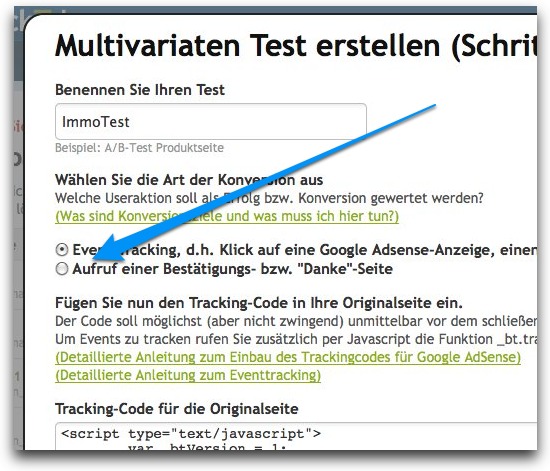 Multivariaten Test erstellen (Schrit
Benennen Sie Ihren Test
ImmoTest
Beispiel: A/B-Test Produktseite
Wählen Sie die Art der Konversion aus
Welche Useraktion soll als Erfolg bzw. Konversion gewertet werden?
(Was sind Konversionsziele und was muss ich hier tun?)
Eventtracking, d.h. Klick auf eine Google Adsense-Anzeige, einen
Aufruf einer Bestätigungs- bzw. "Danke"-Seite
Fügen Sie nun den Tracking-Code in Ihre Originalseite ein.
Der Code soll möglichst (aber nicht zwingend) unmittelbar vor dem schließen
Um Events zu tracken rufen Sie zusätzlich per Javascript die Funktion _bt.tra
(Detaillierte Anleitung zum Einbau des Trackingcodes für Google AdSense)
(Detaillierte Anleitung zum Eventtracking)
Tracking-Code für die Originalseite
<script type="text/javascript">
var _btVersion = 1;